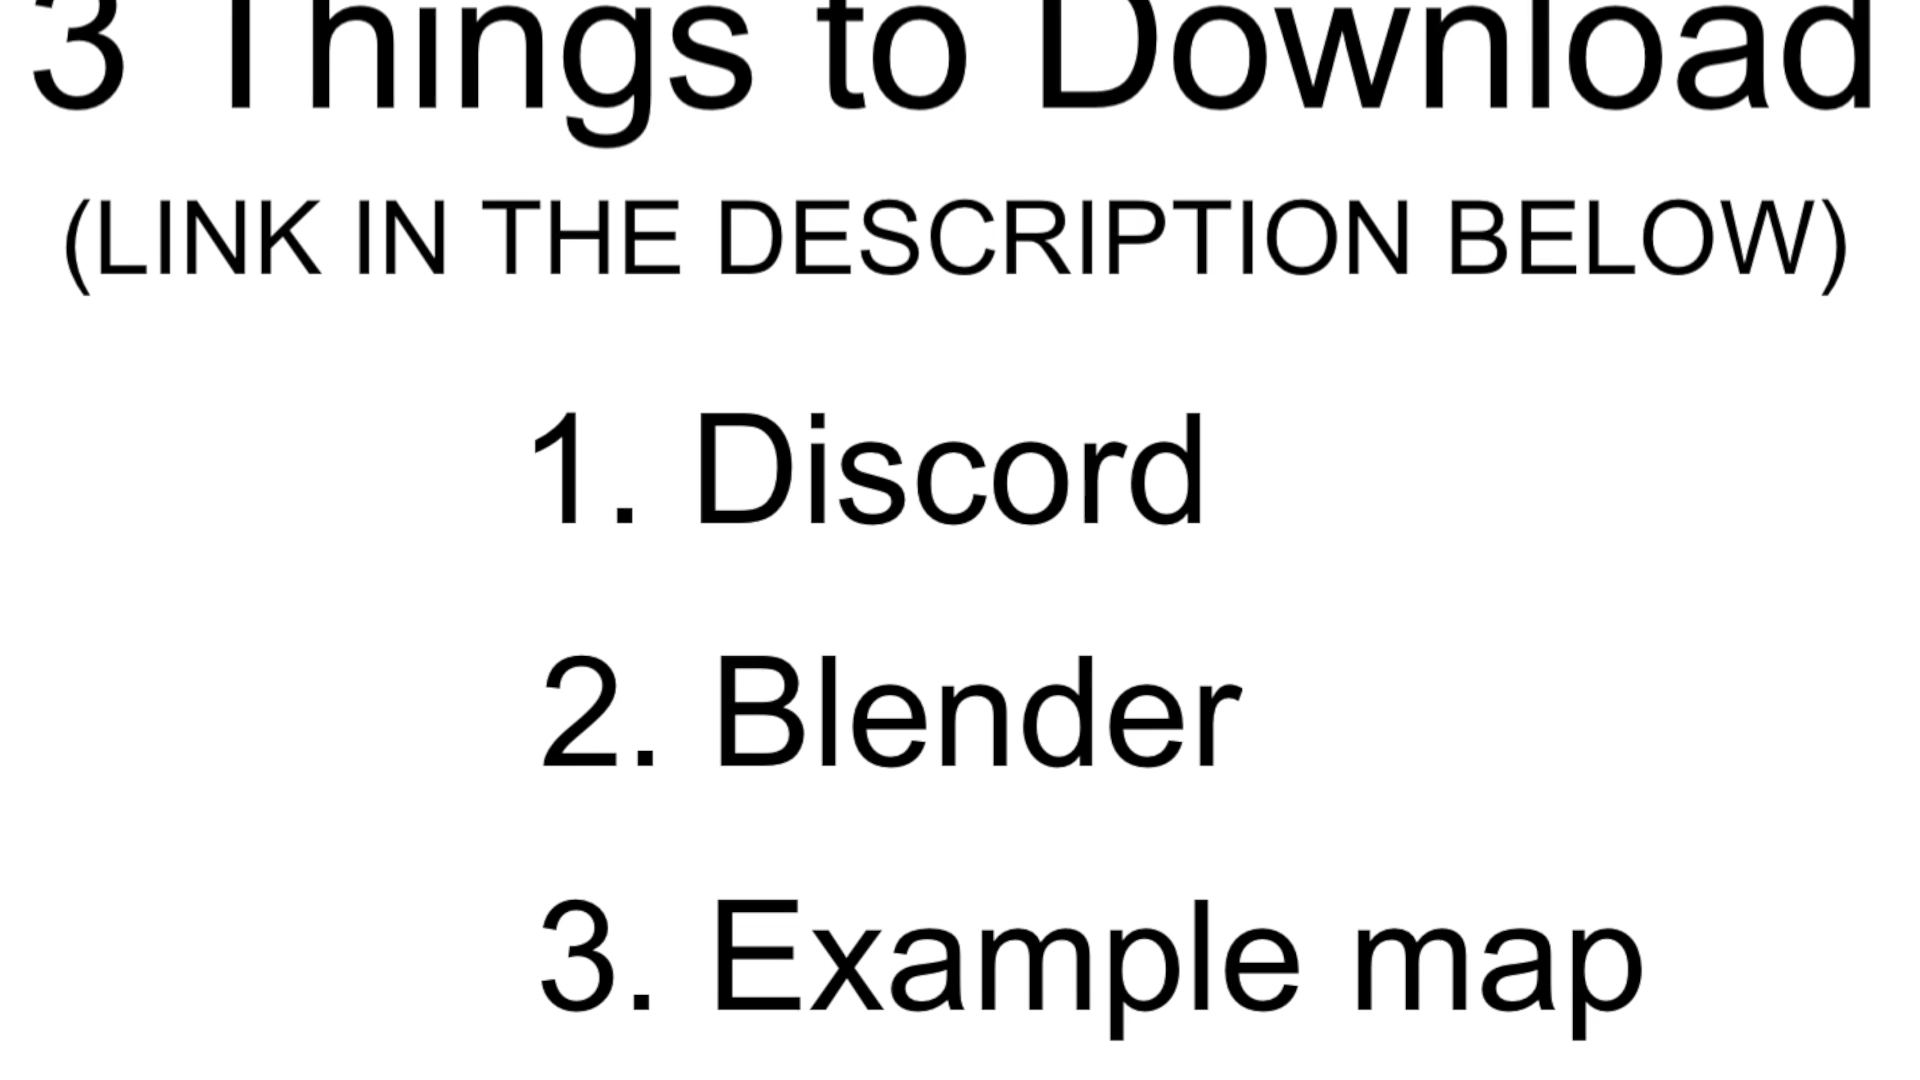 3 Things to Download
(LINK IN THE DESCRIPTION BELOW)
1. Discord
2. Blender
3. Example map